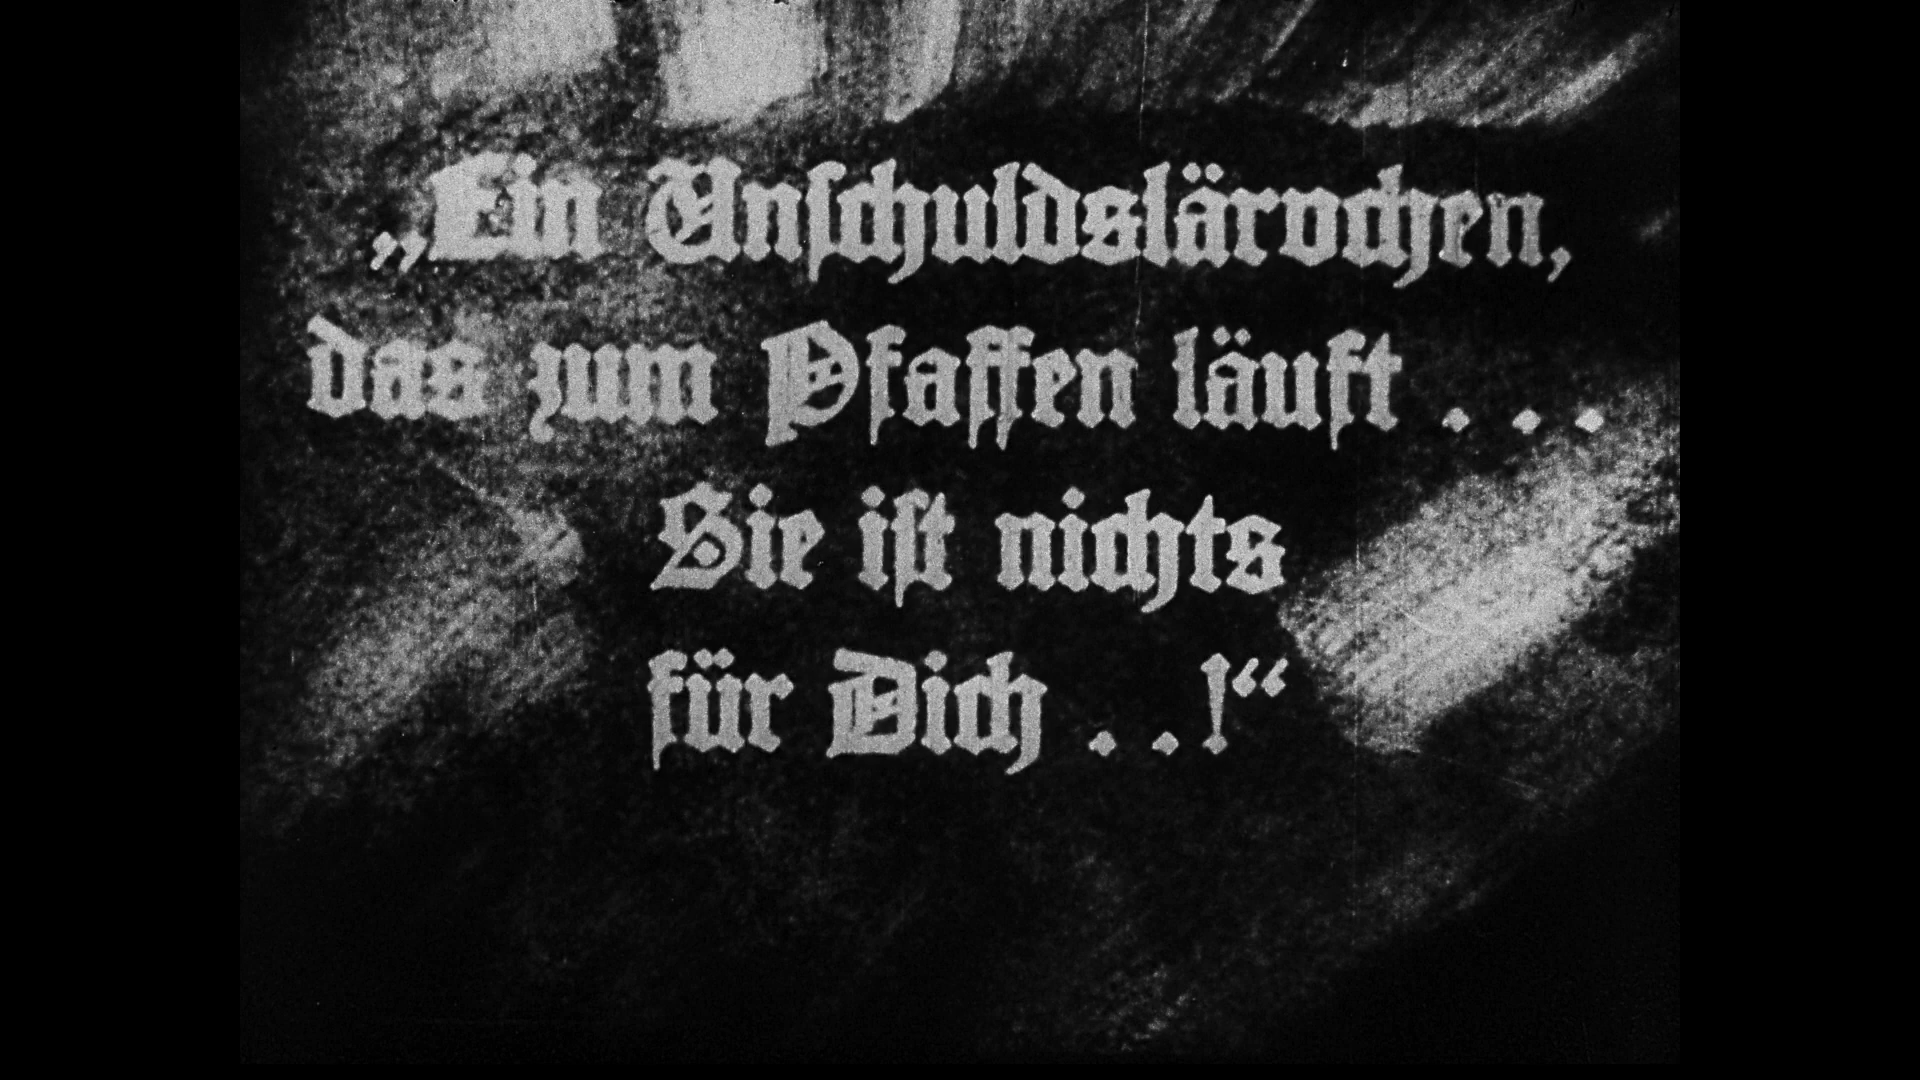 „Ein Unſchuldslärvchen,
das zum Pfaffen läuft . . .
Sie iſt nichts
für Dich . . !“